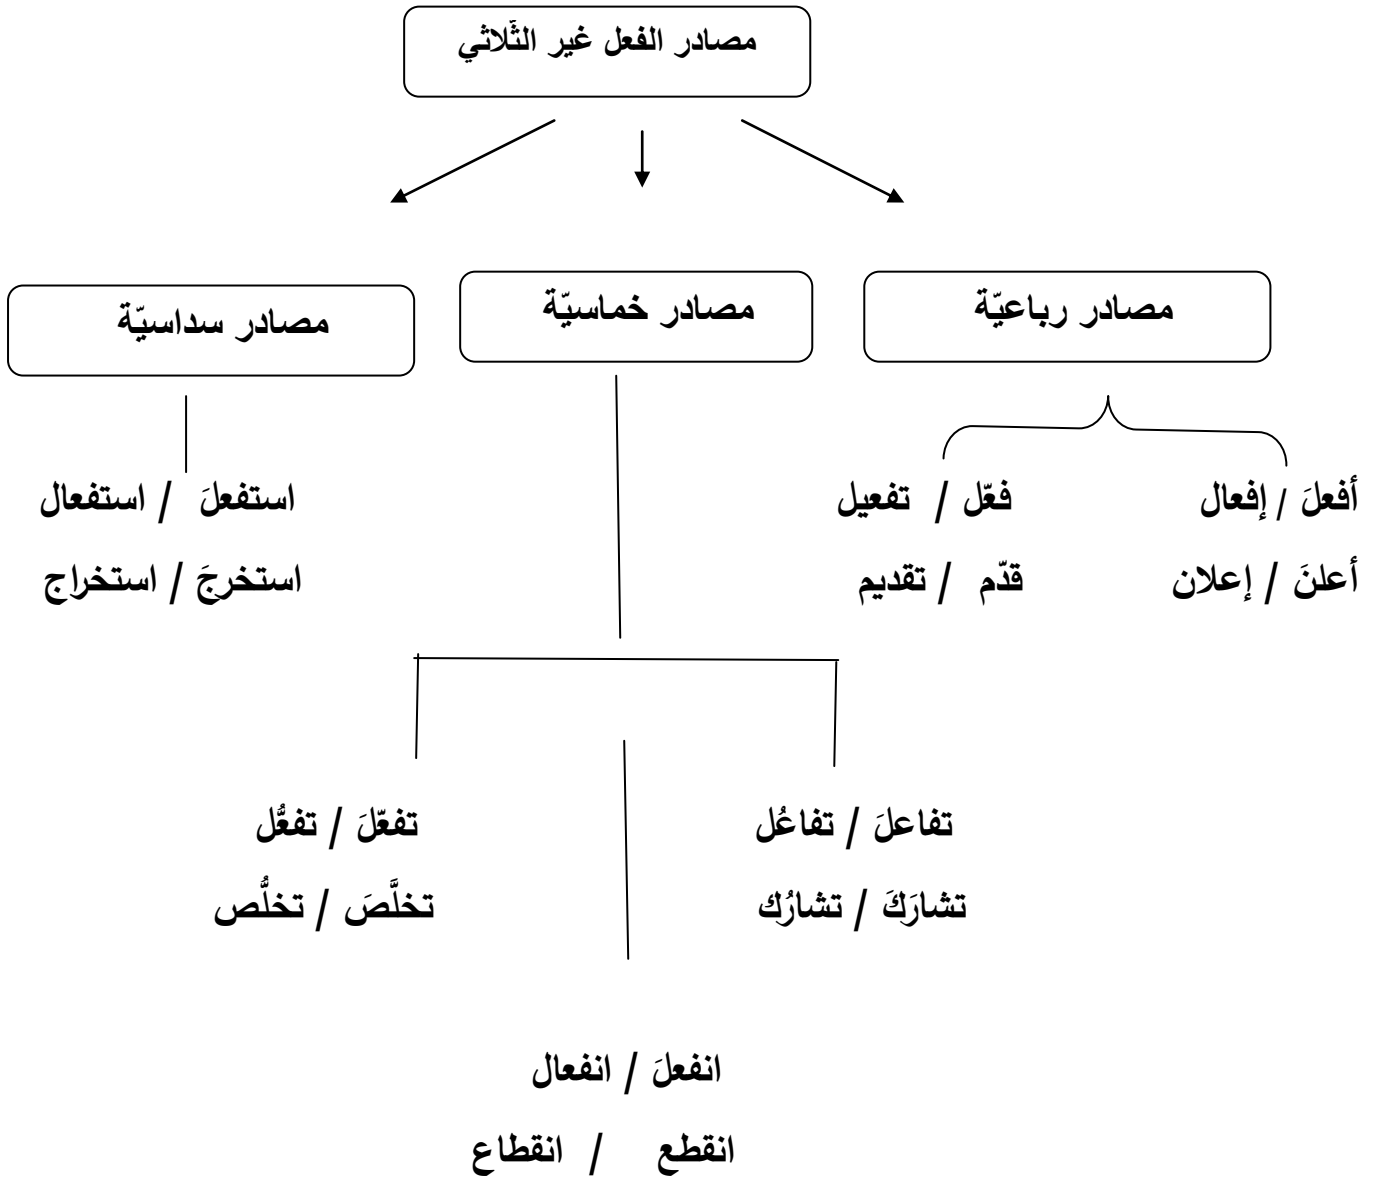 مصادر الفعل غير الثّلاثي
مصادر رباعيّة
مصادر خماسيّة
مصادر سداسيّة
أفعلَ / إفعال
أعلنَ / إعلان
فعّل / تفعيل
قدّم / تقديم
استفعلَ / استفعال
استخرجَ / استخراج
تفاعلَ / تفاعُل
تشارَكَ / تشارُك
تفعّلَ / تفعُّل
تخلَّصَ / تخلُّص
انفعلَ / انفعال
انقطع / انقطاع